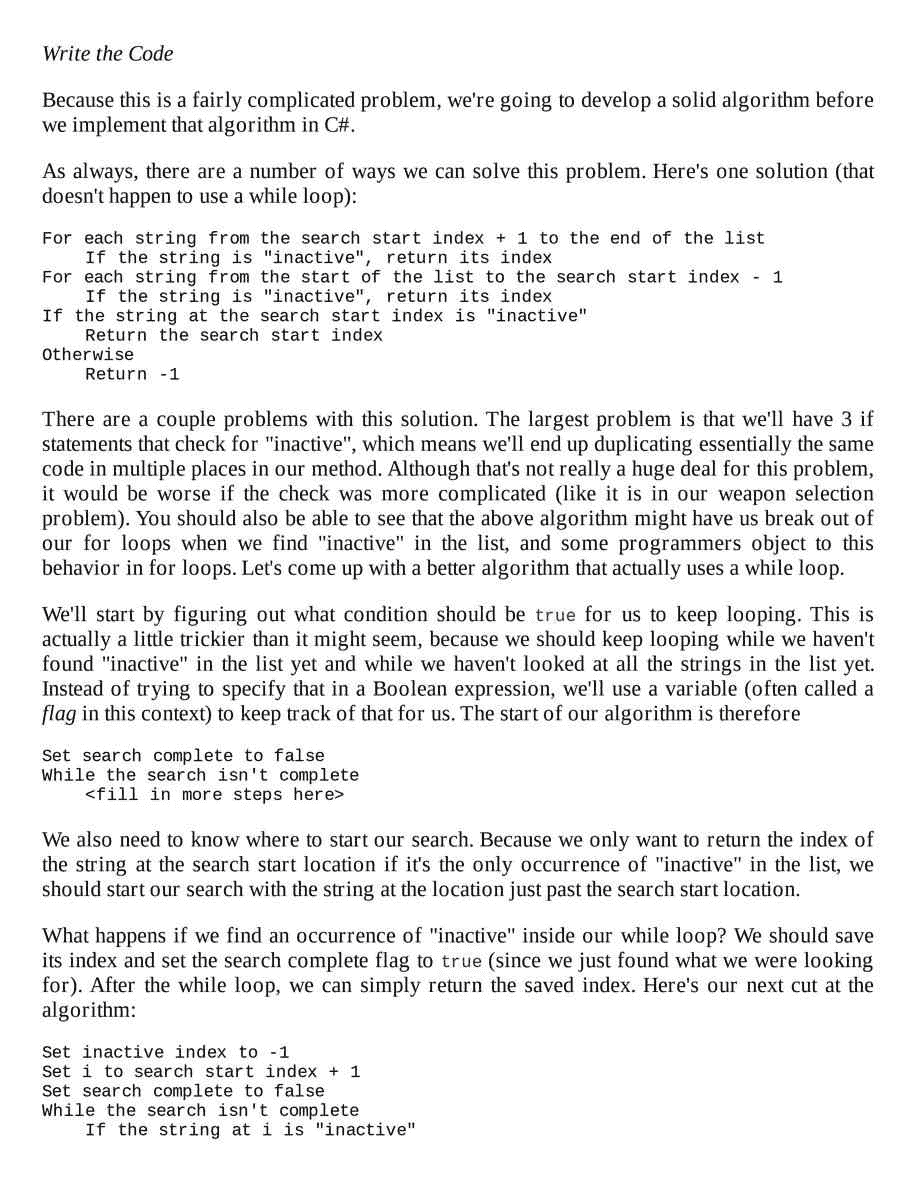 Write the Code
Because this is a fairly complicated problem, we're going to develop a solid algorithm before
we implement that algorithm in C#.
As always, there are a number of ways we can solve this problem. Here's one solution (that
doesn't happen to use a while loop):
For each string from the search start index + 1 to the end of the list
    If the string is "inactive", return its index
For each string from the start of the list to the search start index - 1
    If the string is "inactive", return its index
If the string at the search start index is "inactive"
    Return the search start index
Otherwise
    Return -1
There are a couple problems with this solution. The largest problem is that we'll have 3 if
statements that check for "inactive", which means we'll end up duplicating essentially the same
code in multiple places in our method. Although that's not really a huge deal for this problem,
it would be worse if the check was more complicated (like it is in our weapon selection
problem). You should also be able to see that the above algorithm might have us break out of
our for loops when we find "inactive" in the list, and some programmers object to this
behavior in for loops. Let's come up with a better algorithm that actually uses a while loop.
We'll start by figuring out what condition should be true for us to keep looping. This is
actually a little trickier than it might seem, because we should keep looping while we haven't
found "inactive" in the list yet and while we haven't looked at all the strings in the list yet.
Instead of trying to specify that in a Boolean expression, we'll use a variable (often called a
flag in this context) to keep track of that for us. The start of our algorithm is therefore
Set search complete to false
While the search isn't complete
    <fill in more steps here>
We also need to know where to start our search. Because we only want to return the index of
the string at the search start location if it's the only occurrence of "inactive" in the list, we
should start our search with the string at the location just past the search start location.
What happens if we find an occurrence of "inactive" inside our while loop? We should save
its index and set the search complete flag to true (since we just found what we were looking
for). After the while loop, we can simply return the saved index. Here's our next cut at the
algorithm:
Set inactive index to -1
Set i to search start index + 1
Set search complete to false
While the search isn't complete
    If the string at i is "inactive"